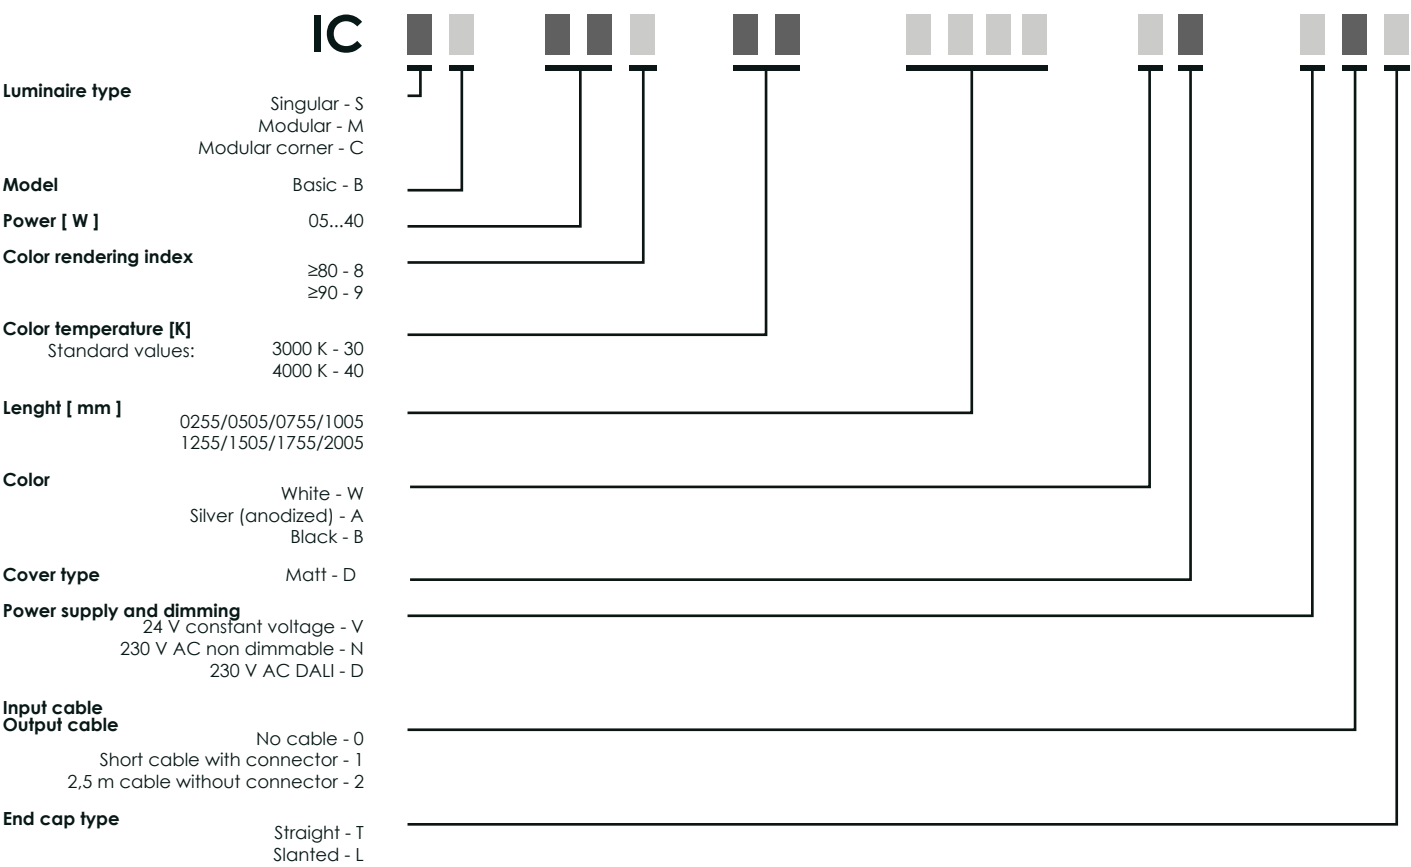 IC
Luminaire type
Singular - S
Modular - M
Modular corner - C
Model Basic - B
Power [ W ] 05...40
Color rendering index
≥80 - 8
≥90 - 9
Color temperature [K]
Standard values: 3000 K - 30
4000 K - 40
Lenght [ mm ]
0255/0505/0755/1005
1255/1505/1755/2005
Color
White - W
Silver (anodized) - A
Black - B
Cover type Matt - D
Power supply and dimming
24 V constant voltage - V
230 V AC non dimmable - N
230 V AC DALI - D
Input cable
Output cable
No cable - 0
Short cable with connector - 1
2,5 m cable without connector - 2
End cap type
Straight - T
Slanted - L